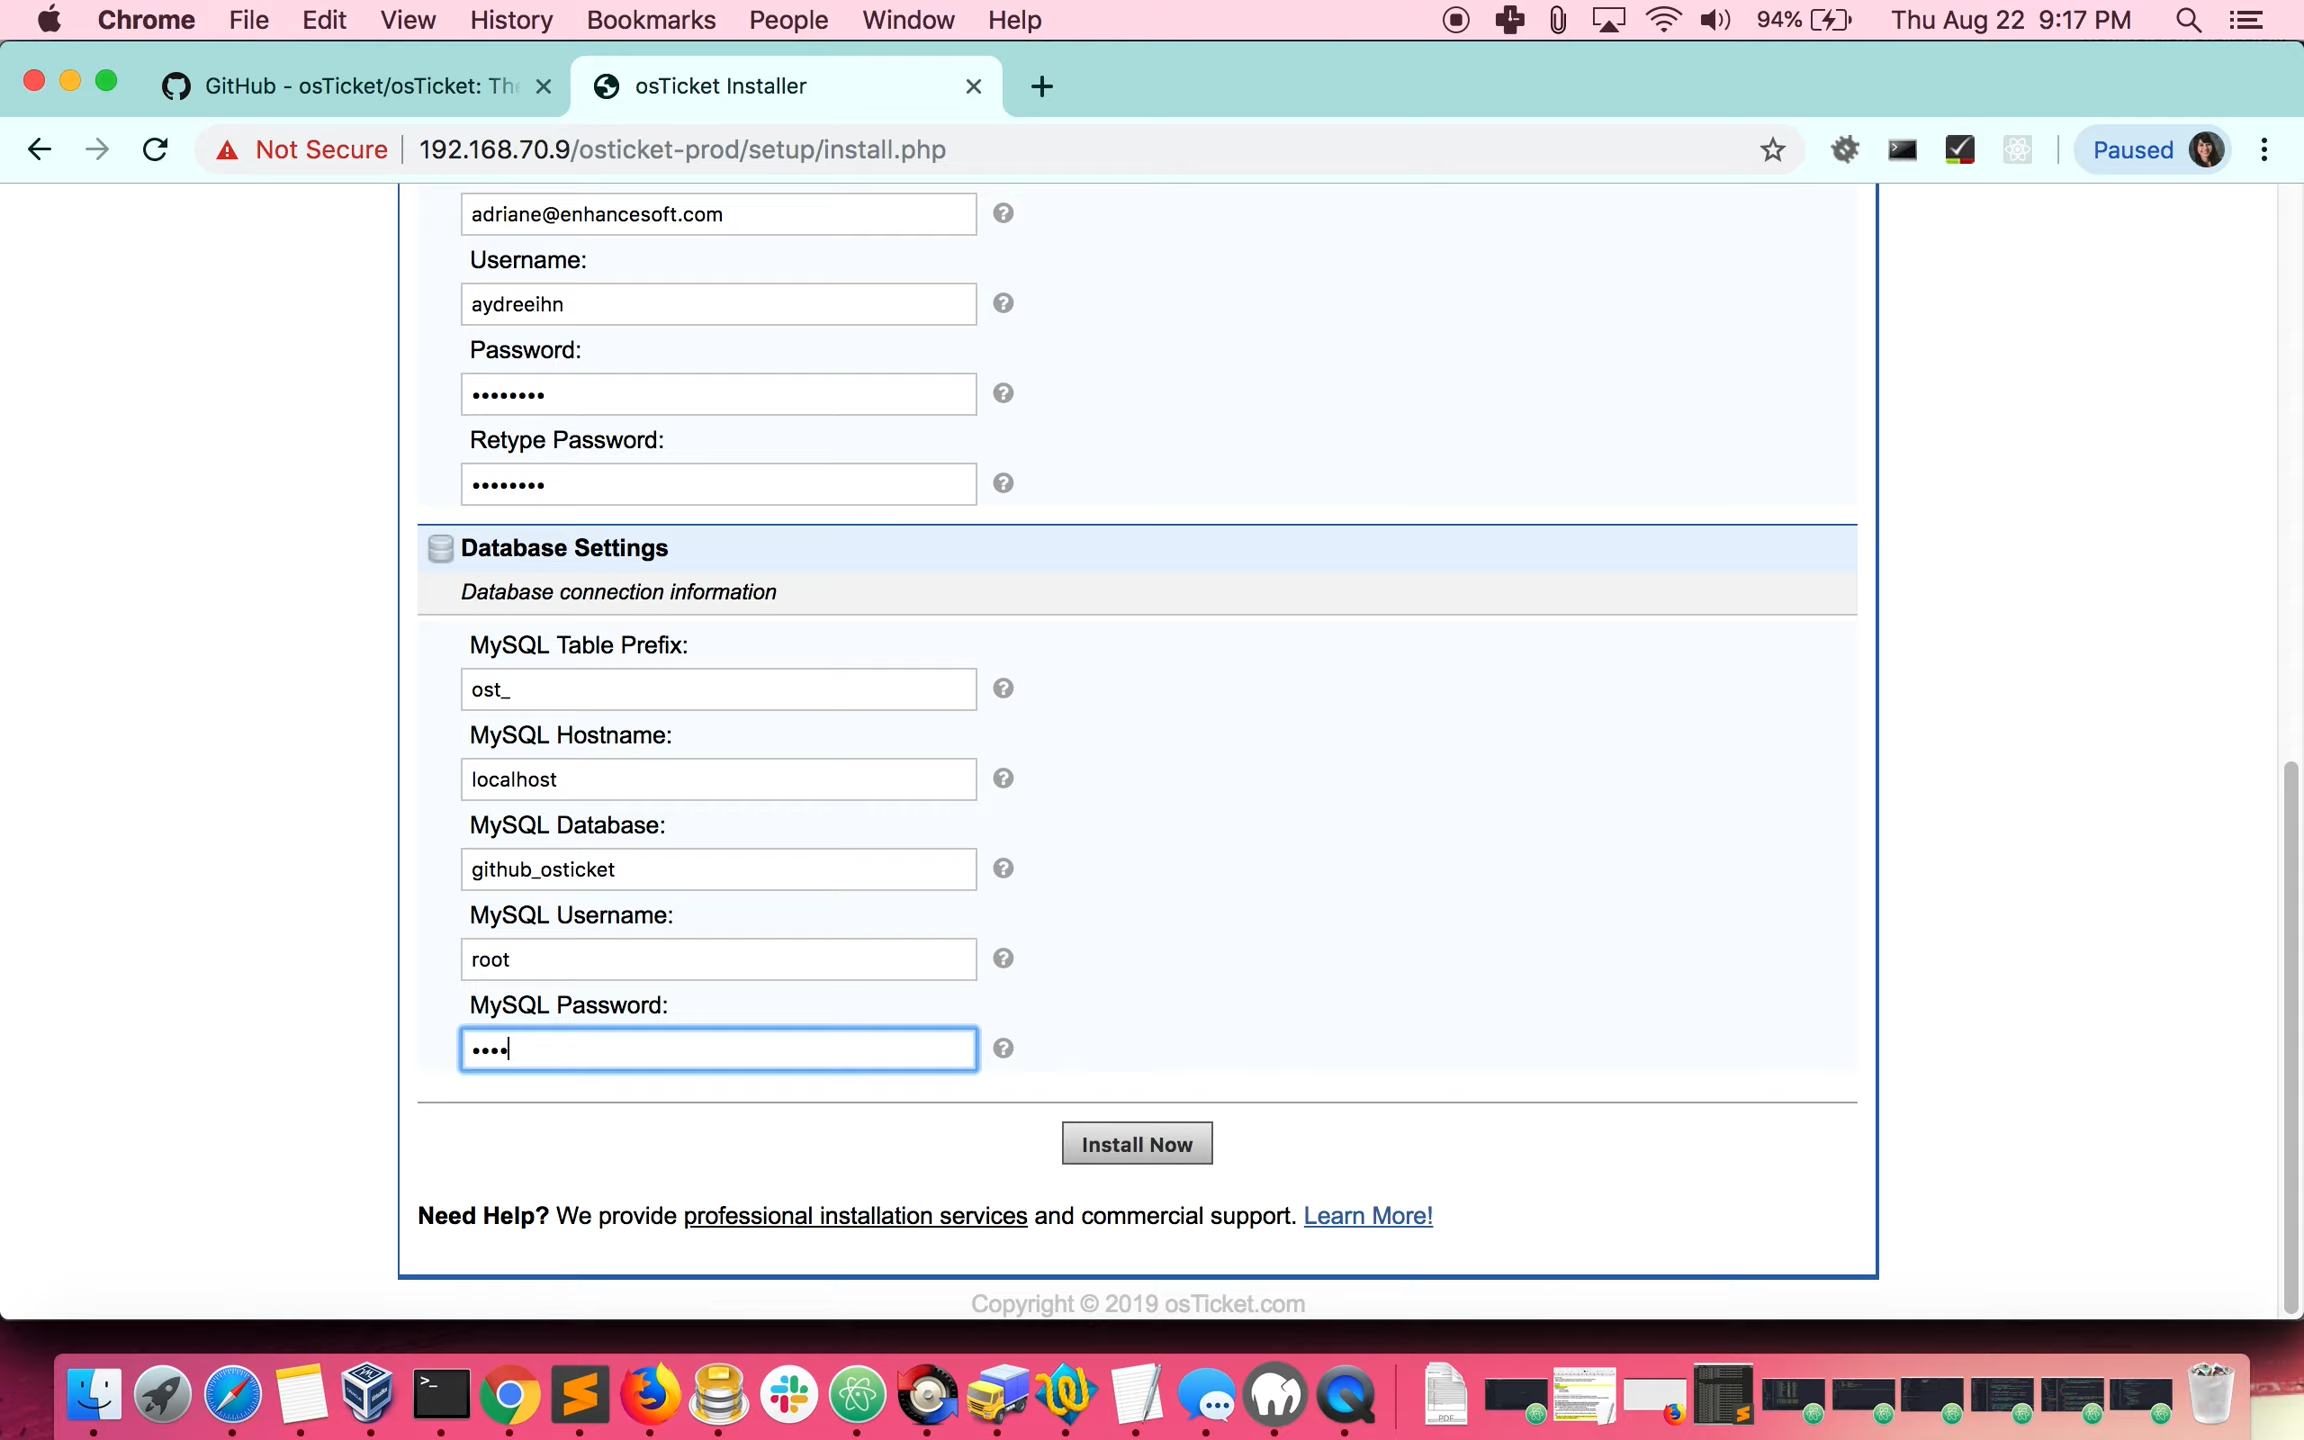 Chrome File Edit View History Bookmarks People Window Help 94% Thu Aug 22 9:17 PM
GitHub - osTicket/osTicket: The osTicket Installer
Not Secure 192.168.70.9/osticket-prod/setup/install.php Paused
adriane@enhancesoft.com
Username:
aydreeihn
Password:
••••••••
Retype Password:
••••••••
Database Settings
Database connection information
MySQL Table Prefix:
ost_
MySQL Hostname:
localhost
MySQL Database:
github_osticket
MySQL Username:
root
MySQL Password:
••••
Install Now
Need Help? We provide professional installation services and commercial support. Learn More!
Copyright © 2019 osTicket.com
PDF